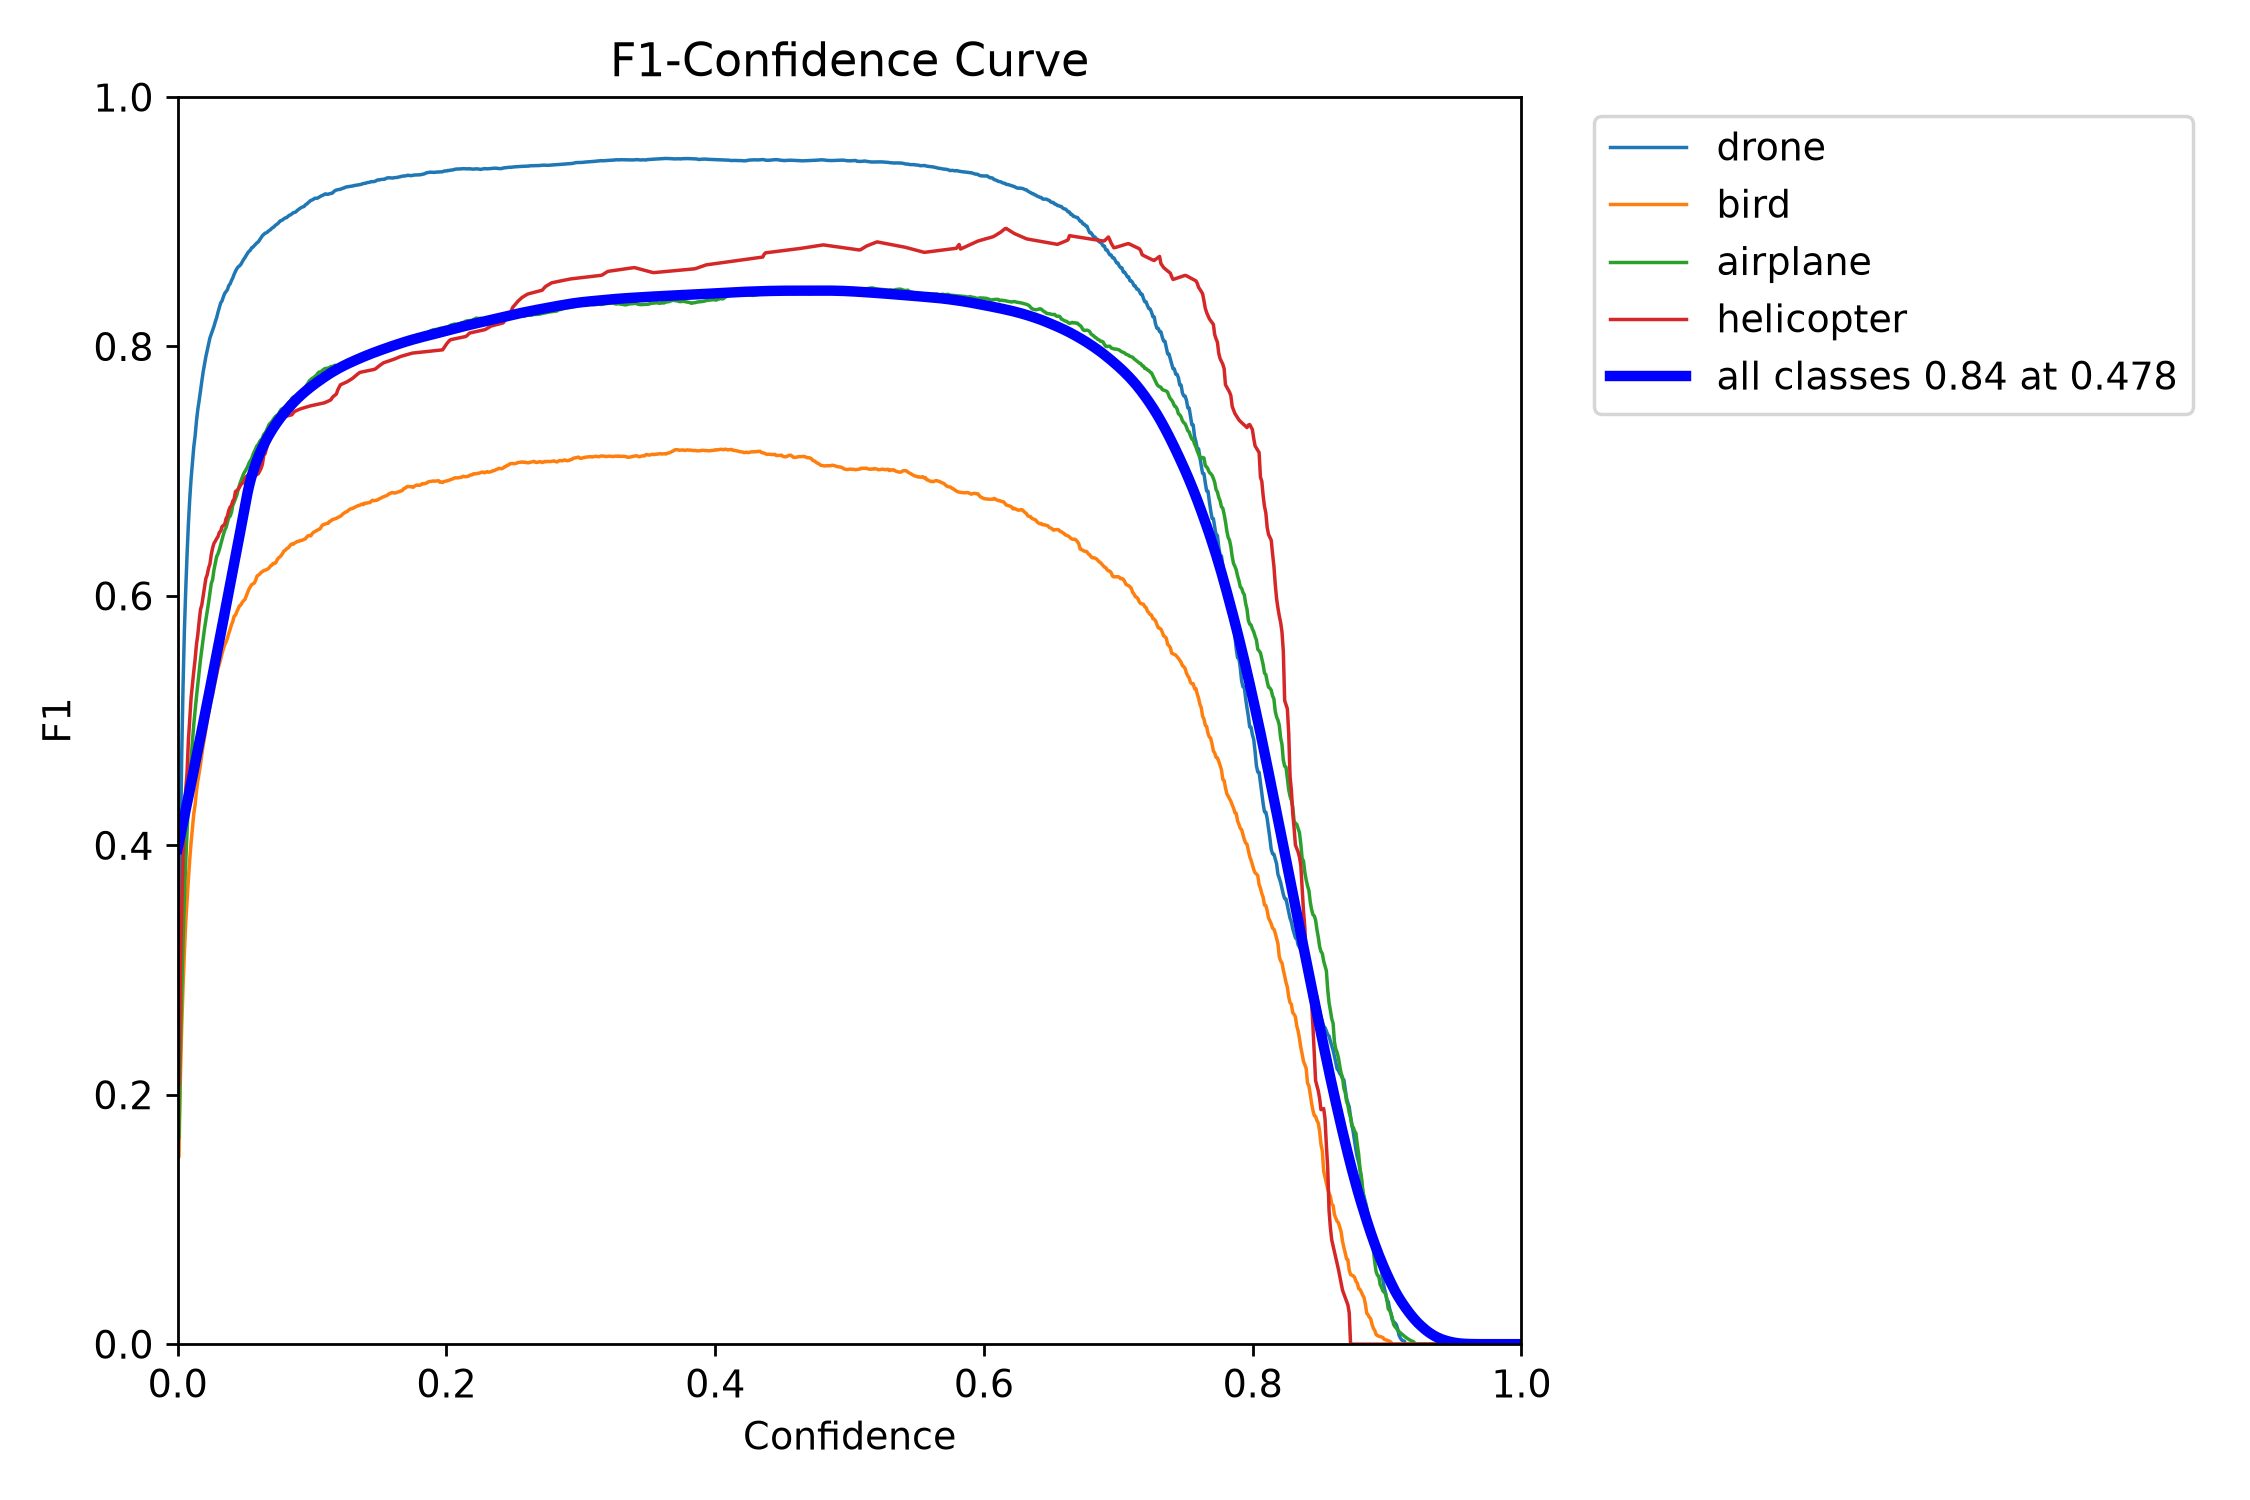 F1-Confidence Curve
1.0
0.8
0.6
0.4
0.2
0.0
F1
0.0 0.2 0.4 0.6 0.8 1.0
Confidence
drone
bird
airplane
helicopter
all classes 0.84 at 0.478